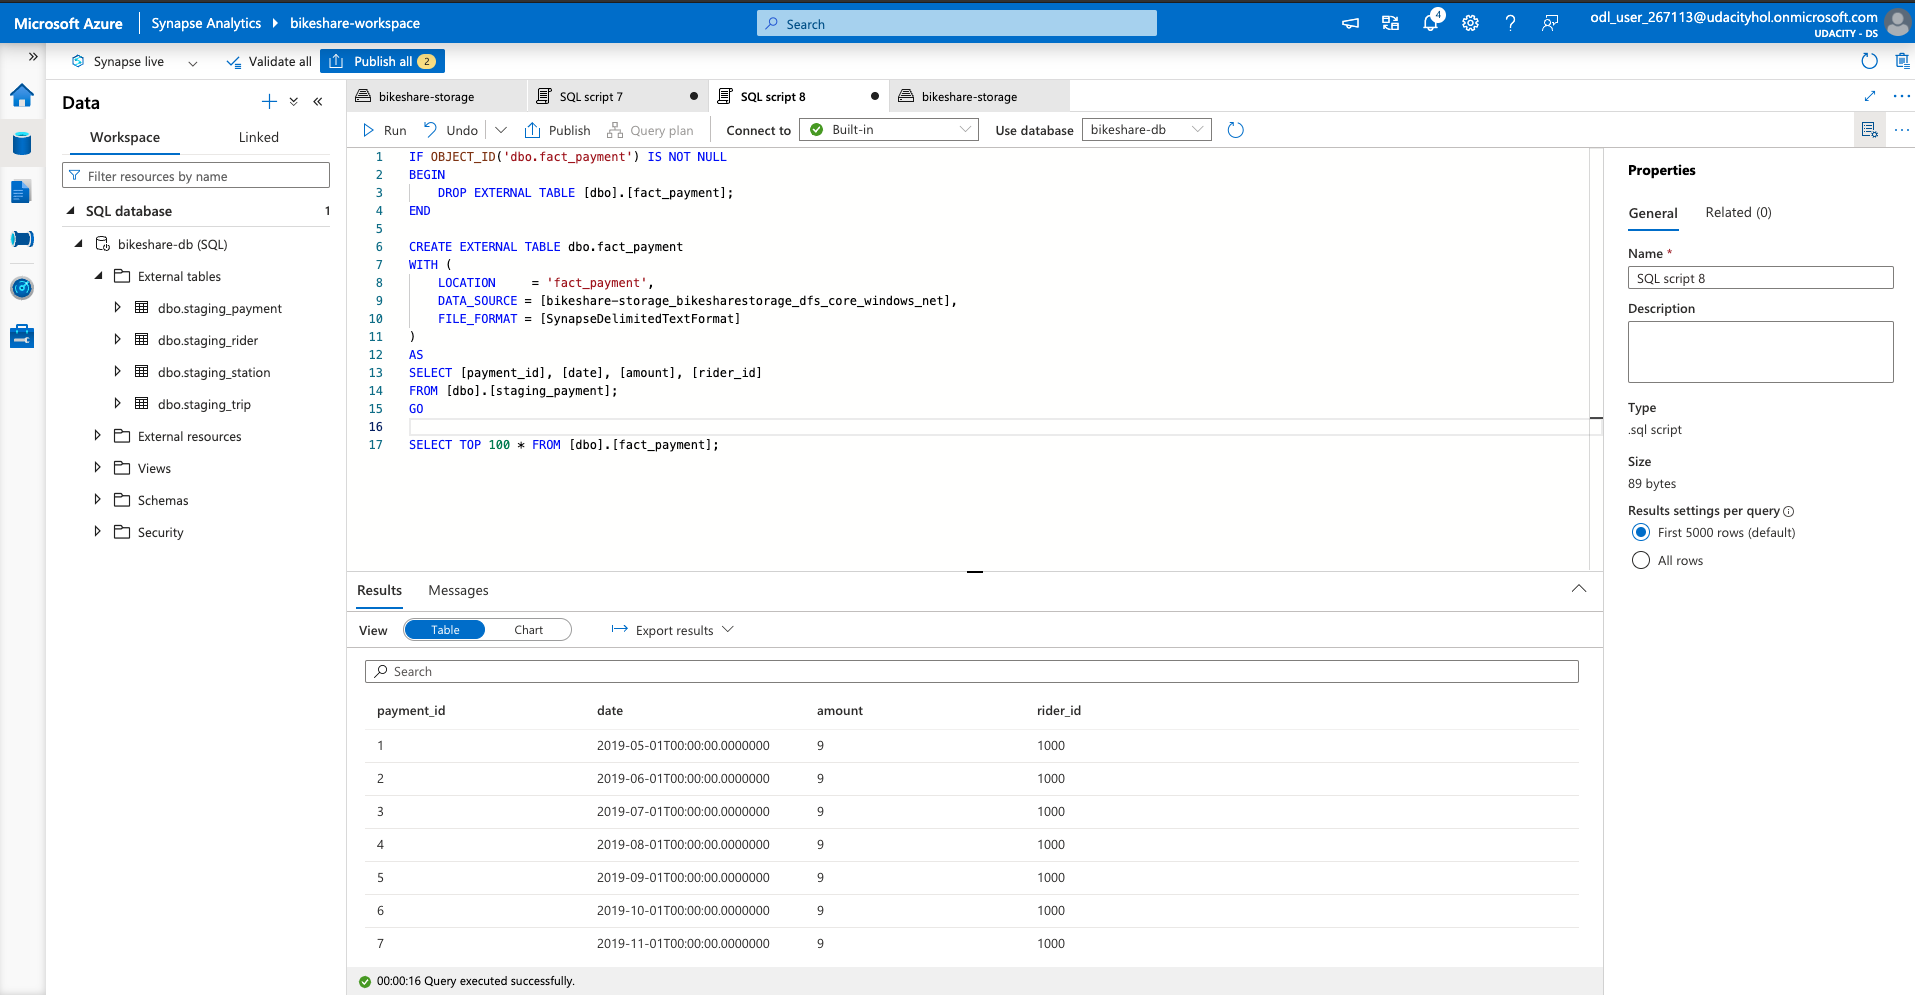 Microsoft Azure
Synapse Analytics
bikeshare-workspace
Search
4
odl_user_267113@udacityhol.onmicrosoft.com
UDACITY - DS
Synapse live
Validate all
Publish all 2
Data
Workspace
Linked
Filter resources by name
SQL database 1
bikeshare-db (SQL)
External tables
dbo.staging_payment
dbo.staging_rider
dbo.staging_station
dbo.staging_trip
External resources
Views
Schemas
Security
bikeshare-storage
SQL script 7
SQL script 8
bikeshare-storage
Run
Undo
Publish
Query plan
Connect to
Built-in
Use database
bikeshare-db
1 IF OBJECT_ID('dbo.fact_payment') IS NOT NULL
2 BEGIN
3 DROP EXTERNAL TABLE [dbo].[fact_payment];
4 END
5
6 CREATE EXTERNAL TABLE dbo.fact_payment
7 WITH (
8 LOCATION = 'fact_payment',
9 DATA_SOURCE = [bikeshare-storage_bikesharestorage_dfs_core_windows_net],
10 FILE_FORMAT = [SynapseDelimitedTextFormat]
11 )
12 AS
13 SELECT [payment_id], [date], [amount], [rider_id]
14 FROM [dbo].[staging_payment];
15 GO
16
17 SELECT TOP 100 * FROM [dbo].[fact_payment];
Results
Messages
View
Table
Chart
Export results
Search
payment_id date amount rider_id
1 2019-05-01T00:00:00.0000000 9 1000
2 2019-06-01T00:00:00.0000000 9 1000
3 2019-07-01T00:00:00.0000000 9 1000
4 2019-08-01T00:00:00.0000000 9 1000
5 2019-09-01T00:00:00.0000000 9 1000
6 2019-10-01T00:00:00.0000000 9 1000
7 2019-11-01T00:00:00.0000000 9 1000
00:00:16 Query executed successfully.
Properties
General
Related (0)
Name *
SQL script 8
Description
Type
.sql script
Size
89 bytes
Results settings per query
First 5000 rows (default)
All rows